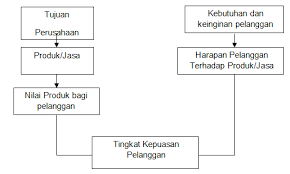 Tujuan
Perusahaan
Produk/Jasa
Nilai Produk bagi
pelanggan
Kebutuhan dan
keinginan pelanggan
Harapan Pelanggan
Terhadap Produk/Jasa
Tingkat Kepuasan
Pelanggan